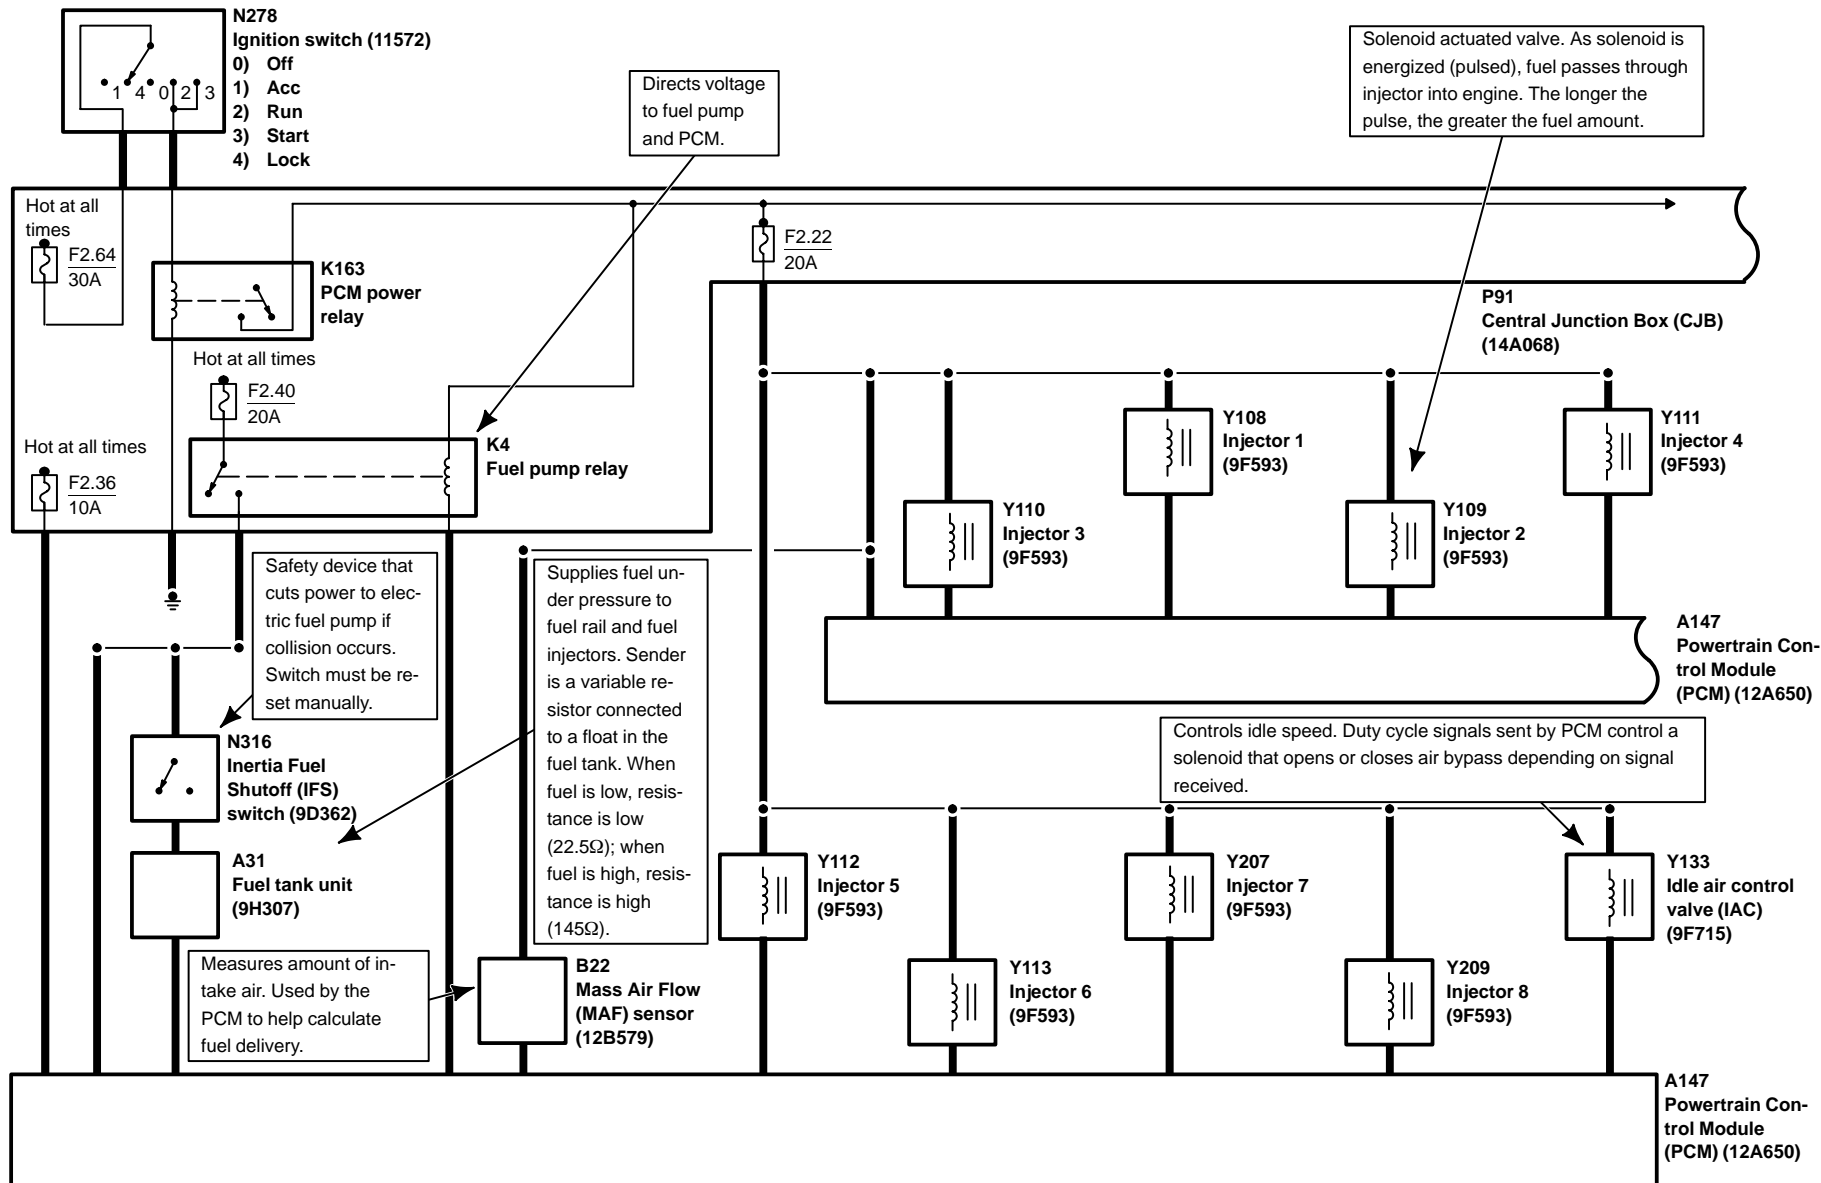 N278
Ignition switch (11572)
0) Off
1) Acc
2) Run
3) Start
4) Lock
1 4 0 2 3
Directs voltage
to fuel pump
and PCM.
Solenoid actuated valve. As solenoid is
energized (pulsed), fuel passes through
injector into engine. The longer the
pulse, the greater the fuel amount.
Hot at all
times
F2.64
30A
K163
PCM power
relay
F2.22
20A
P91
Central Junction Box (CJB)
(14A068)
Hot at all times
F2.40
20A
Hot at all times
F2.36
10A
K4
Fuel pump relay
Y108
Injector 1
(9F593)
Y111
Injector 4
(9F593)
Y110
Injector 3
(9F593)
Y109
Injector 2
(9F593)
Safety device that
cuts power to elec-
tric fuel pump if
collision occurs.
Switch must be re-
set manually.
Supplies fuel un-
der pressure to
fuel rail and fuel
injectors. Sender
is a variable re-
sistor connected
to a float in the
fuel tank. When
fuel is low, resis-
tance is low
(22.5Ω); when
fuel is high, resis-
tance is high
(145Ω).
A147
Powertrain Con-
trol Module
(PCM) (12A650)
N316
Inertia Fuel
Shutoff (IFS)
switch (9D362)
Controls idle speed. Duty cycle signals sent by PCM control a
solenoid that opens or closes air bypass depending on signal
received.
A31
Fuel tank unit
(9H307)
Y112
Injector 5
(9F593)
Y207
Injector 7
(9F593)
Y133
Idle air control
valve (IAC)
(9F715)
Measures amount of in-
take air. Used by the
PCM to help calculate
fuel delivery.
B22
Mass Air Flow
(MAF) sensor
(12B579)
Y113
Injector 6
(9F593)
Y209
Injector 8
(9F593)
A147
Powertrain Con-
trol Module
(PCM) (12A650)